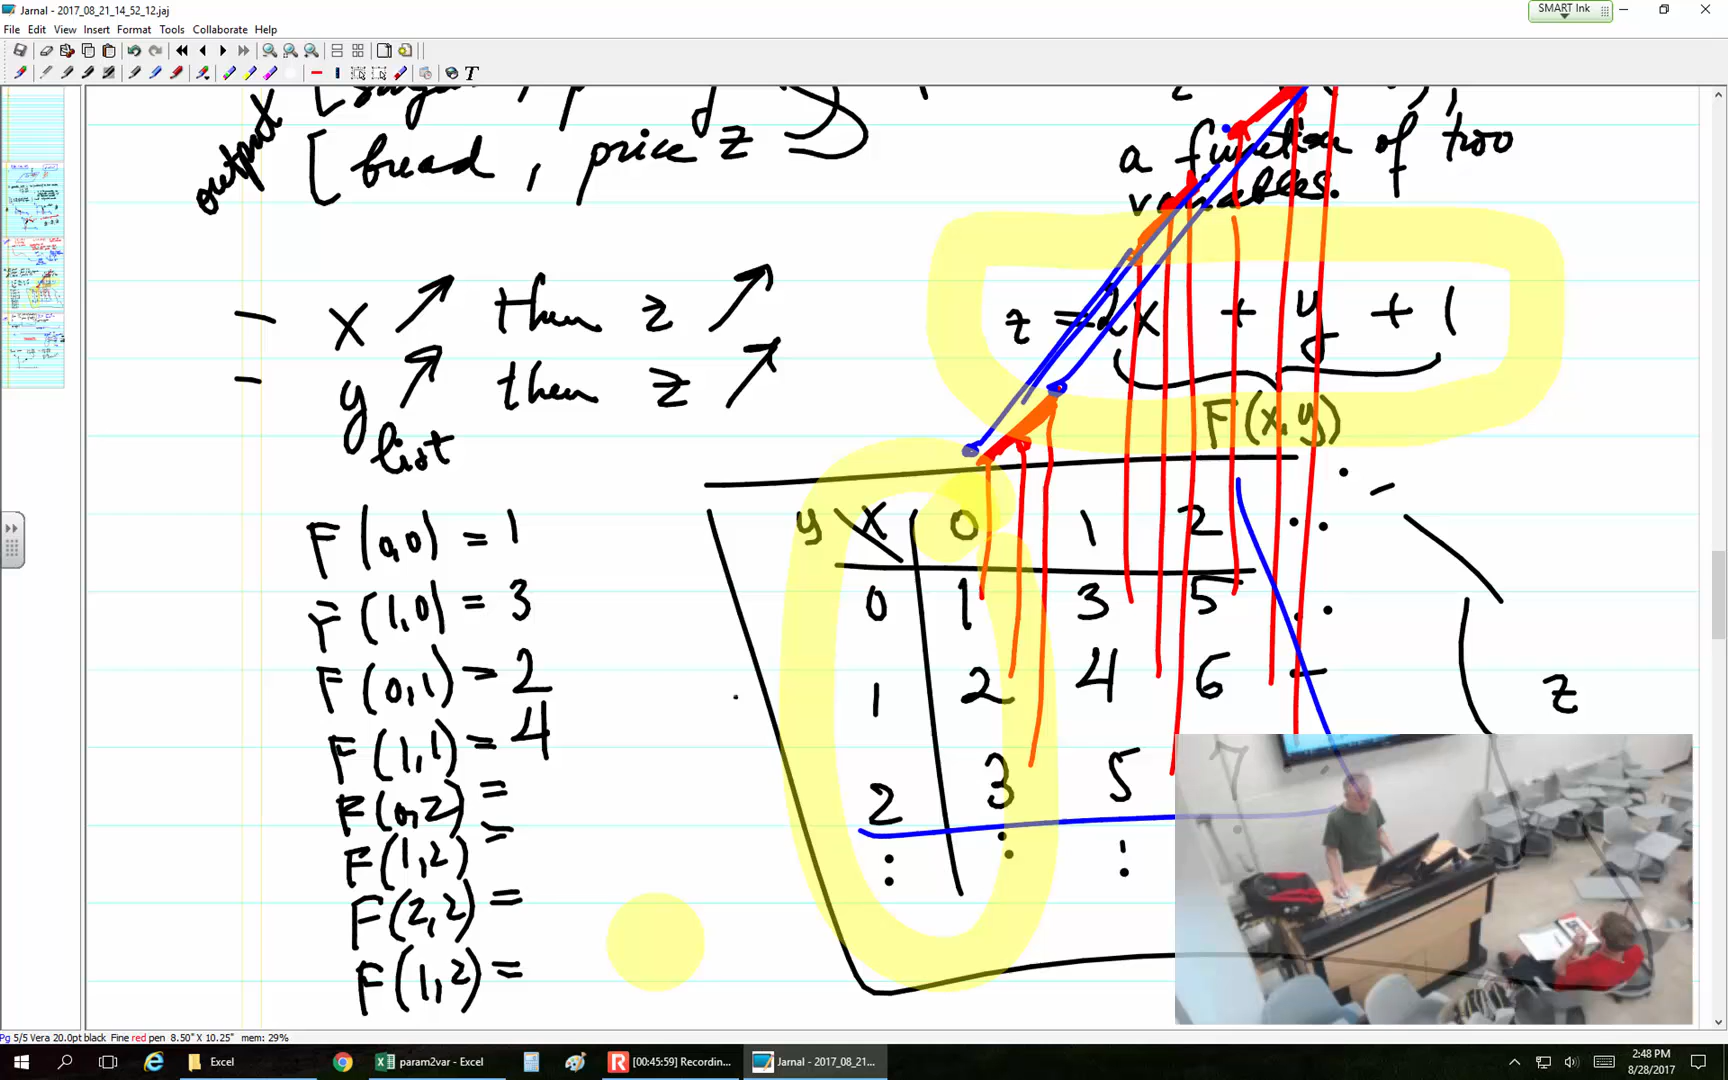 Jarnal - 2017_08_21_14_52_12.jaj
SMART Ink
File Edit View Insert Format Tools Collaborate Help
output
[bread, price z
a function of two
variables.
- x ↗ then z ↗
- y ↗ then z ↗
z = 2x + y + 1
F(x,y)
list
F(0,0) = 1
F(1,0) = 3
F(0,1) = 2
F(1,1) = 4
F(0,2) =
F(1,2) =
F(2,2) =
F(1,2) =
y x 0 1 2
0 1 3 5
1 2 4 6
2 3 5 7
z
Pg 5/5 Vera 20.0pt black Fine red pen 8.50" X 10.25" mem: 29%
Excel
param2var - Excel
[00:45:59] Recordin...
Jarnal - 2017_08_21...
2:48 PM
8/28/2017